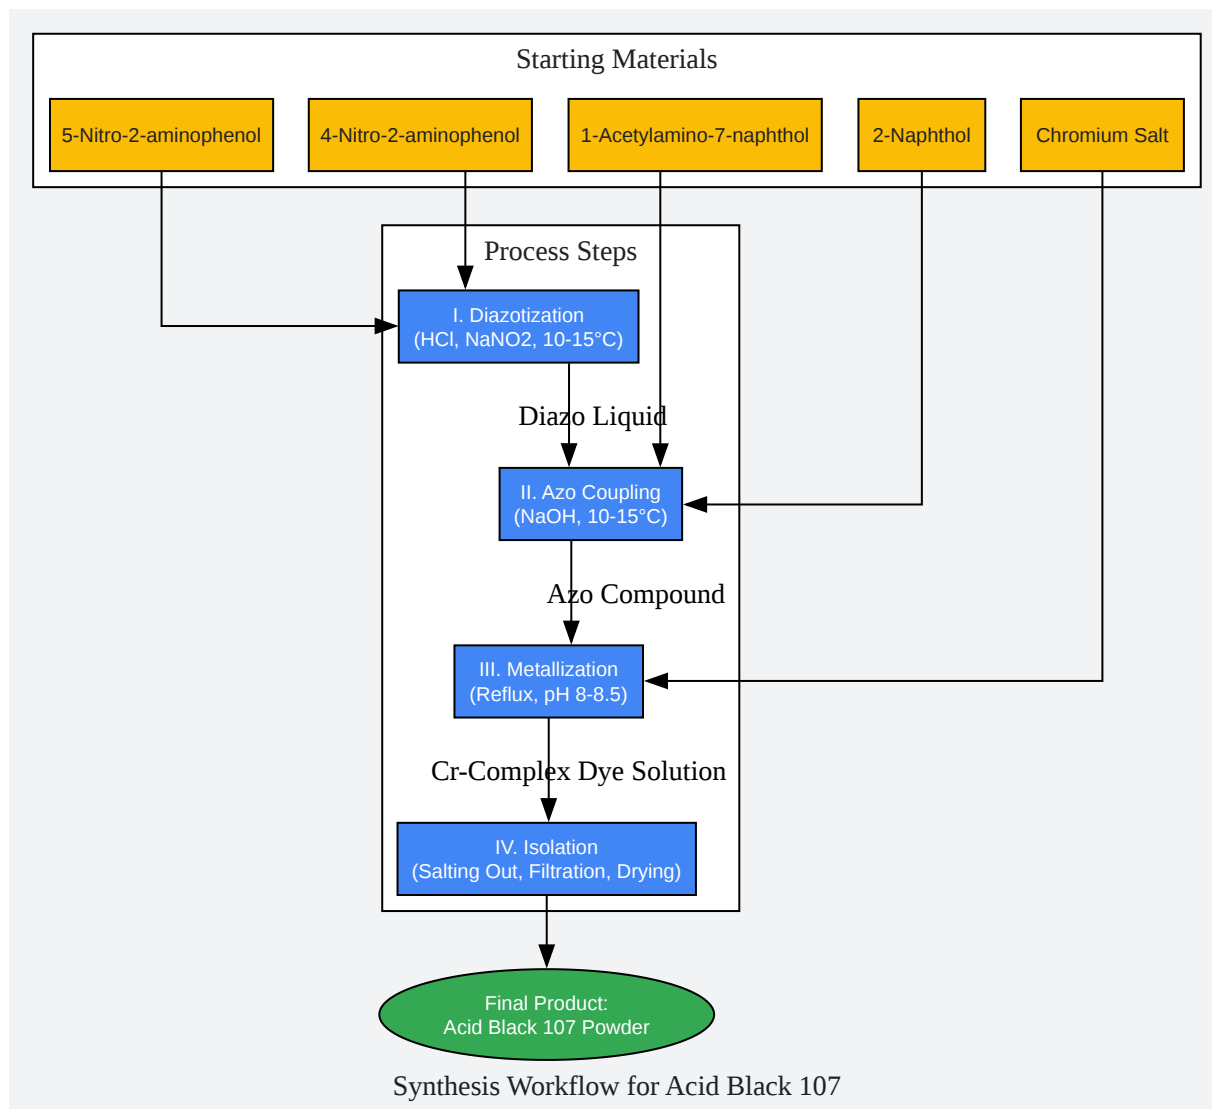 Starting Materials
5-Nitro-2-aminophenol
4-Nitro-2-aminophenol
1-Acetylamino-7-naphthol
2-Naphthol
Chromium Salt
Process Steps
I. Diazotization
(HCl, NaNO2, 10-15°C)
Diazo Liquid
II. Azo Coupling
(NaOH, 10-15°C)
Azo Compound
III. Metallization
(Reflux, pH 8-8.5)
Cr-Complex Dye Solution
IV. Isolation
(Salting Out, Filtration, Drying)
Final Product:
Acid Black 107 Powder
Synthesis Workflow for Acid Black 107